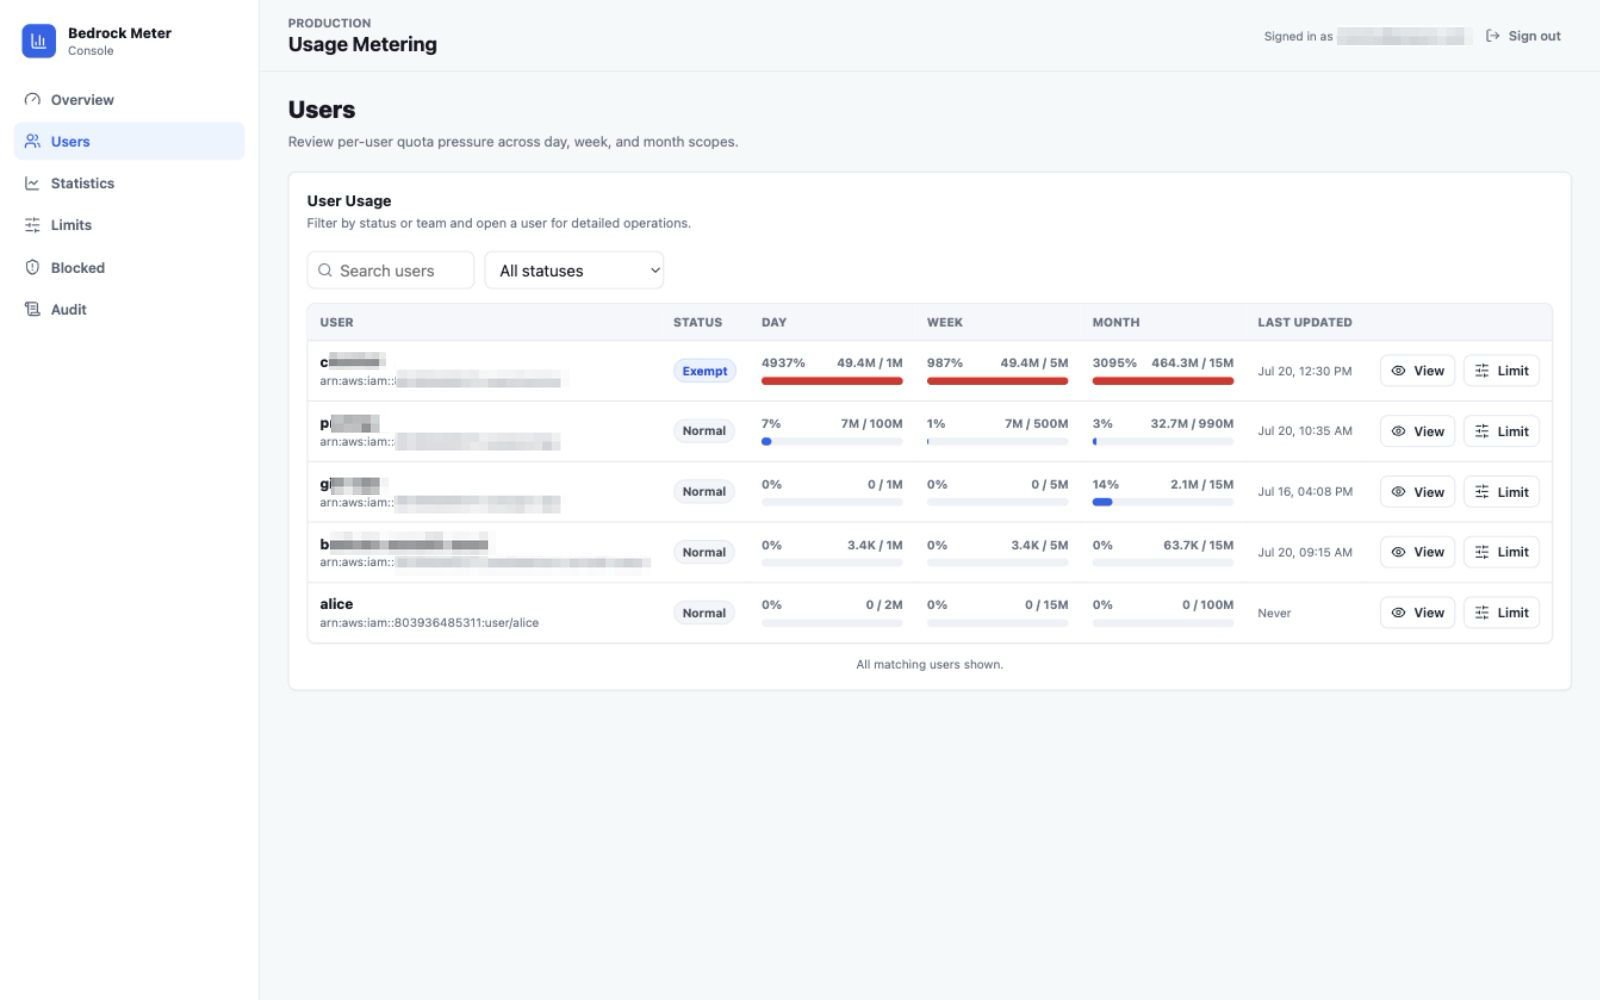 Bedrock Meter
Console
Overview
Users
Statistics
Limits
Blocked
Audit
PRODUCTION
Usage Metering
Signed in as
Sign out
Users
Review per-user quota pressure across day, week, and month scopes.
User Usage
Filter by status or team and open a user for detailed operations.
Search users
All statuses
USER STATUS DAY WEEK MONTH LAST UPDATED
c
arn:aws:iam::
Exempt
4937% 49.4M / 1M
987% 49.4M / 5M
3095% 464.3M / 15M
Jul 20, 12:30 PM
View
Limit
p
arn:aws:iam::
Normal
7% 7M / 100M
1% 7M / 500M
3% 32.7M / 990M
Jul 20, 10:35 AM
View
Limit
gi
arn:aws:iam::
Normal
0% 0 / 1M
0% 0 / 5M
14% 2.1M / 15M
Jul 16, 04:08 PM
View
Limit
b
arn:aws:iam::
Normal
0% 3.4K / 1M
0% 3.4K / 5M
0% 63.7K / 15M
Jul 20, 09:15 AM
View
Limit
alice
arn:aws:iam::803936485311:user/alice
Normal
0% 0 / 2M
0% 0 / 15M
0% 0 / 100M
Never
View
Limit
All matching users shown.